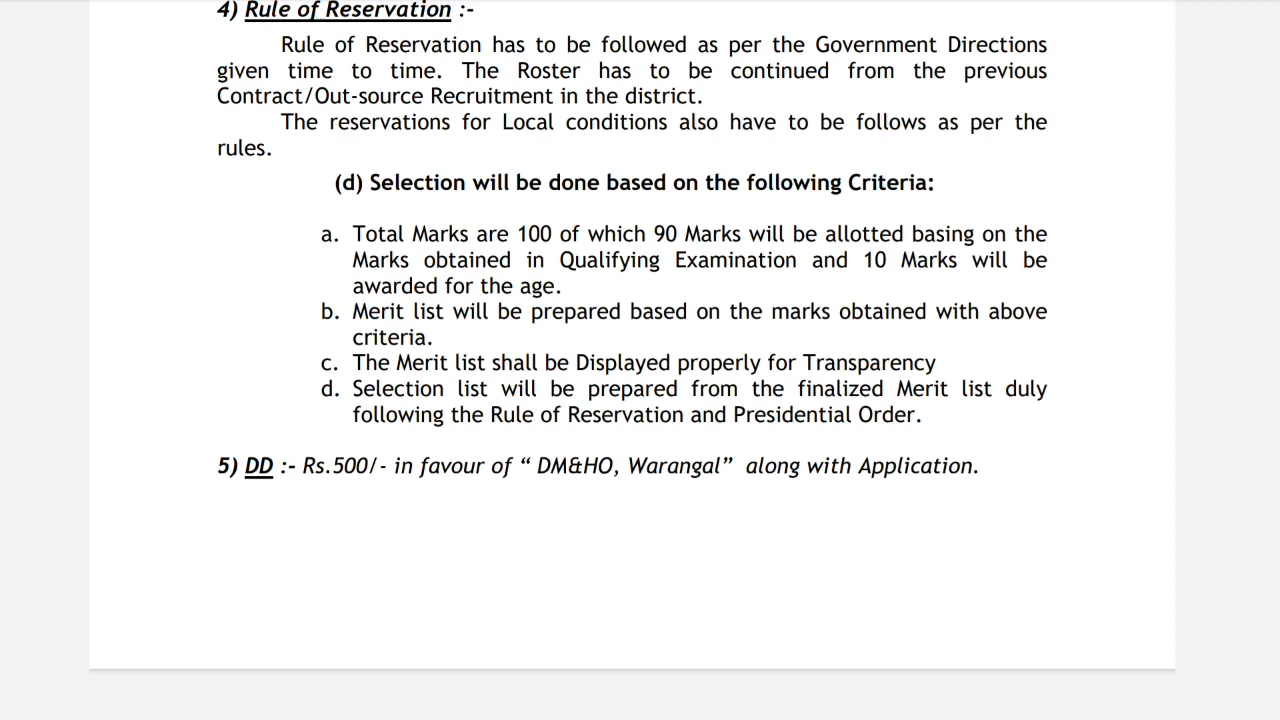 4) Rule of Reservation :-
Rule of Reservation has to be followed as per the Government Directions
given time to time. The Roster has to be continued from the previous
Contract/Out-source Recruitment in the district.
The reservations for Local conditions also have to be follows as per the
rules.
(d) Selection will be done based on the following Criteria:
a. Total Marks are 100 of which 90 Marks will be allotted basing on the
Marks obtained in Qualifying Examination and 10 Marks will be
awarded for the age.
b. Merit list will be prepared based on the marks obtained with above
criteria.
c. The Merit list shall be Displayed properly for Transparency
d. Selection list will be prepared from the finalized Merit list duly
following the Rule of Reservation and Presidential Order.
5) DD :- Rs.500/- in favour of “ DM&HO, Warangal” along with Application.